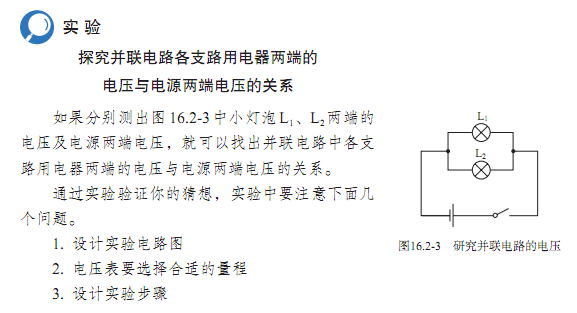 实 验
探究并联电路各支路用电器两端的
电压与电源两端电压的关系
如果分别测出图 16.2-3 中小灯泡 L₁、L₂ 两端的
电压及电源两端电压，就可以找出并联电路中各支
路用电器两端的电压与电源两端电压的关系。
通过实验验证你的猜想，实验中要注意下面几
个问题。
1. 设计实验电路图
2. 电压表要选择合适的量程
3. 设计实验步骤
L₁
L₂
图16.2-3 研究并联电路的电压